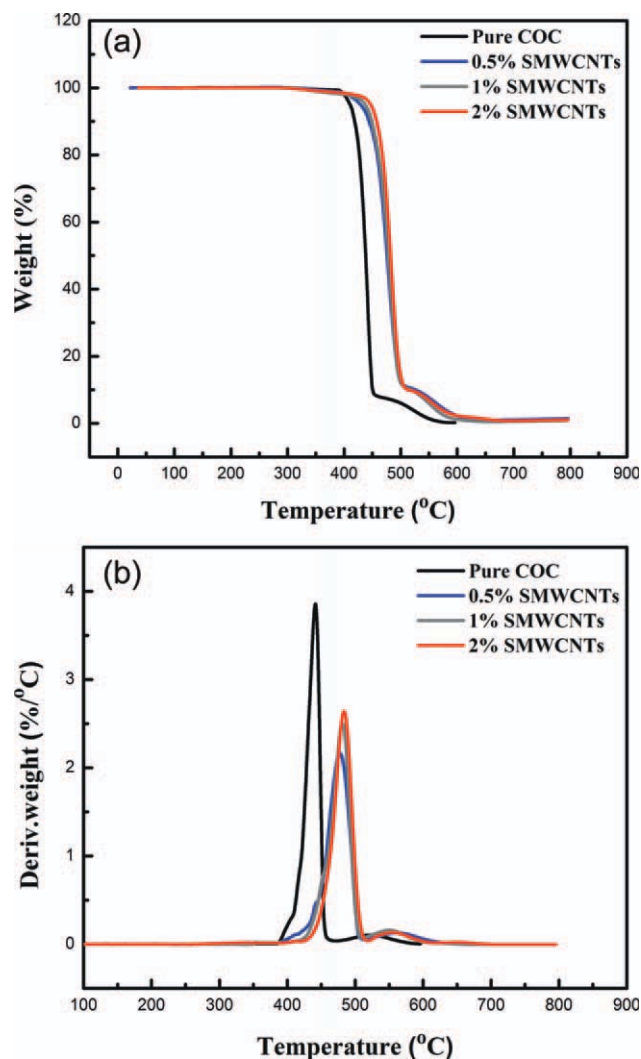 (a)
Pure COC
0.5% SMWCNTs
1% SMWCNTs
2% SMWCNTs
120
100
80
60
40
20
0
Weight (%)
0 100 200 300 400 500 600 700 800 900
Temperature (°C)
(b)
Pure COC
0.5% SMWCNTs
1% SMWCNTs
2% SMWCNTs
4
3
2
1
0
Deriv.weight (%/°C)
100 200 300 400 500 600 700 800 900
Temperature (°C)